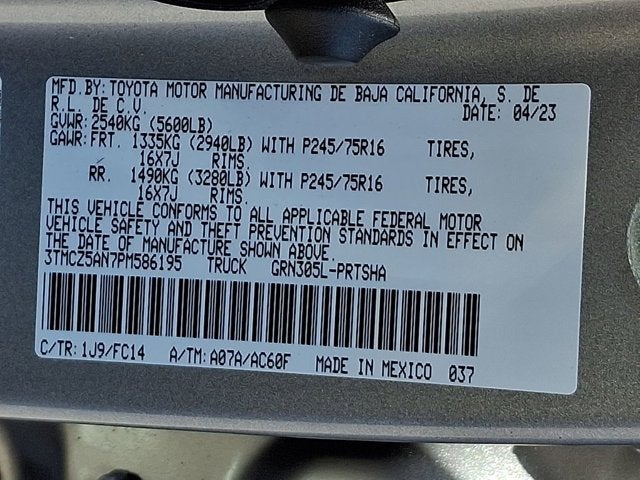 MFD.BY:TOYOTA MOTOR MANUFACTURING DE BAJA CALIFORNIA, S. DE
R.L. DE C.V. DATE: 04/23
GVWR:2540KG (5600LB)
GAWR:FRT. 1335KG (2940LB) WITH P245/75R16 TIRES,
16X7J RIMS.
RR. 1490KG (3280LB) WITH P245/75R16 TIRES,
16X7J RIMS.
THIS VEHICLE CONFORMS TO ALL APPLICABLE FEDERAL MOTOR
VEHICLE SAFETY AND THEFT PREVENTION STANDARDS IN EFFECT ON
THE DATE OF MANUFACTURE SHOWN ABOVE.
3TMCZ5AN7PM586195 TRUCK GRN305L-PRTSHA
C/TR:1J9/FC14 A/TM:A07A/AC60F MADE IN MEXICO 037